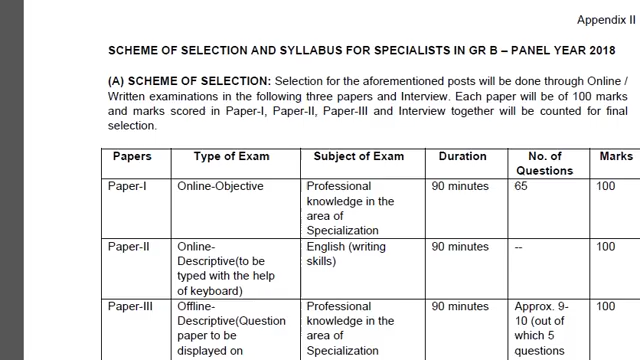 Appendix II
SCHEME OF SELECTION AND SYLLABUS FOR SPECIALISTS IN GR B – PANEL YEAR 2018
(A) SCHEME OF SELECTION: Selection for the aforementioned posts will be done through Online /
Written examinations in the following three papers and Interview. Each paper will be of 100 marks
and marks scored in Paper-I, Paper-II, Paper-III and Interview together will be counted for final
selection.
Papers Type of Exam Subject of Exam Duration No. of Questions Marks
Paper-I Online-Objective Professional 90 minutes 65 100
knowledge in the
area of
Specialization
Paper-II Online- English (writing 90 minutes -- 100
Descriptive(to be skills)
typed with the help
of keyboard)
Paper-III Offline- Professional 90 minutes Approx. 9- 100
Descriptive(Question knowledge in the 10 (out of
paper to be area of which 5
displayed on Specialization questions